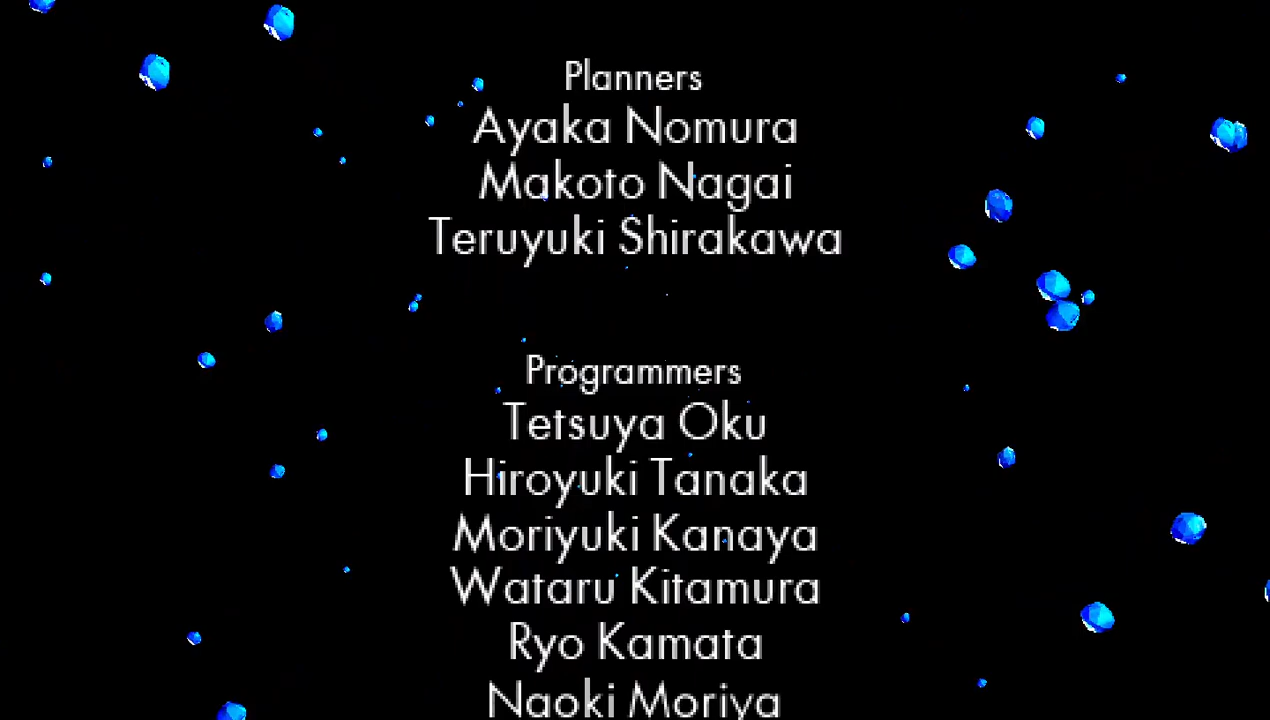 Planners
Ayaka Nomura
Makoto Nagai
Teruyuki Shirakawa
Programmers
Tetsuya Oku
Hiroyuki Tanaka
Moriyuki Kanaya
Wataru Kitamura
Ryo Kamata
Naoki Moriya